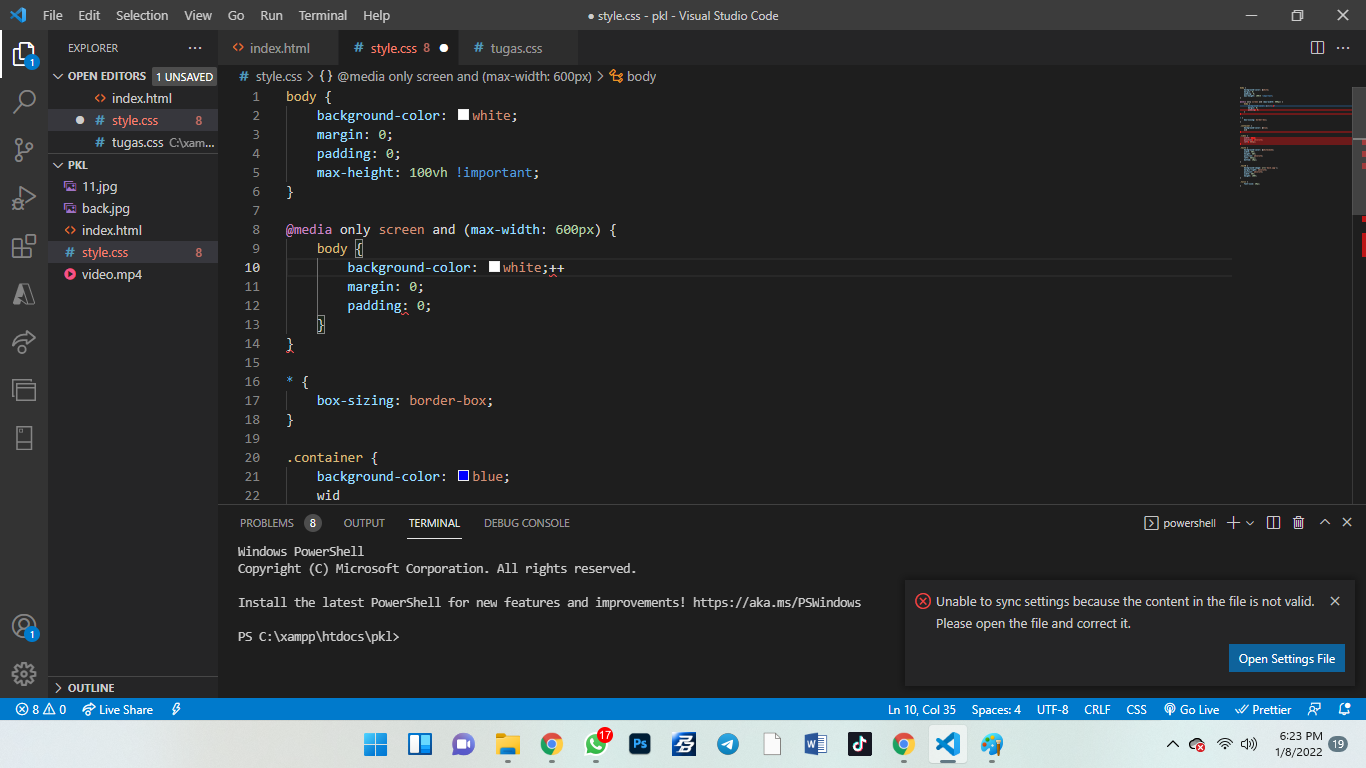 File Edit Selection View Go Run Terminal Help
● style.css - pkl - Visual Studio Code
EXPLORER ···
OPEN EDITORS 1 UNSAVED
<> index.html
● # style.css 8
# tugas.css C:\xam...
PKL
11.jpg
back.jpg
<> index.html
# style.css 8
video.mp4
OUTLINE
1
1
<> index.html # style.css 8 ● # tugas.css
# style.css > {} @media only screen and (max-width: 600px) > body
1 body {
2 background-color: white;
3 margin: 0;
4 padding: 0;
5 max-height: 100vh !important;
6 }
7
8 @media only screen and (max-width: 600px) {
9 body {
10 background-color: white;++
11 margin: 0;
12 padding: 0;
13 }
14 }
15
16 * {
17 box-sizing: border-box;
18 }
19
20 .container {
21 background-color: blue;
22 wid
PROBLEMS 8 OUTPUT TERMINAL DEBUG CONSOLE
powershell
Windows PowerShell
Copyright (C) Microsoft Corporation. All rights reserved.
Install the latest PowerShell for new features and improvements! https://aka.ms/PSWindows
PS C:\xampp\htdocs\pkl>
Unable to sync settings because the content in the file is not valid.
Please open the file and correct it.
Open Settings File
8 0 Live Share
Ln 10, Col 35 Spaces: 4 UTF-8 CRLF CSS Go Live Prettier
17
Ps
W
6:23 PM
1/8/2022
19